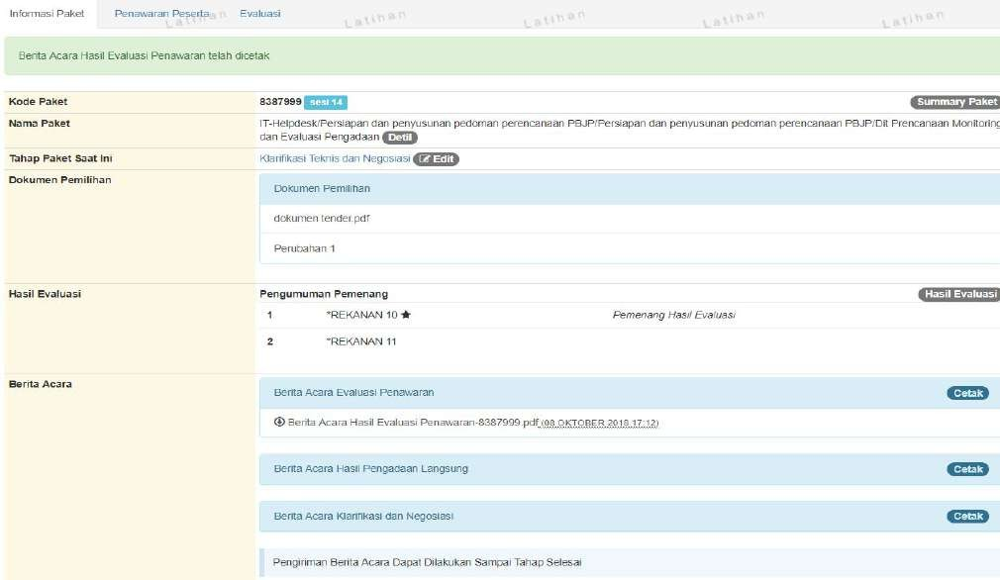 Informasi Paket Penawaran Peserta Evaluasi
Latihan Latihan Latihan Latihan Latihan
Berita Acara Hasil Evaluasi Penawaran telah dicetak
Kode Paket 8387999 sesi 14 Summary Paket
Nama Paket IT-Helpdesk/Persiapan dan penyusunan pedoman perencanaan PBJP/Persiapan dan penyusunan pedoman perencanaan PBJP/Dit Prencanaan Monitoring
dan Evaluasi Pengadaan Detil
Tahap Paket Saat Ini Klarifikasi Teknis dan Negosiasi Edit
Dokumen Pemilihan Dokumen Pemilihan
dokumen tender.pdf
Perubahan 1
Hasil Evaluasi Pengumuman Pemenang Hasil Evaluasi
1 *REKANAN 10 ★ Pemenang Hasil Evaluasi
2 *REKANAN 11
Berita Acara Berita Acara Evaluasi Penawaran Cetak
Berita Acara Hasil Evaluasi Penawaran-8387999.pdf (08 OKTOBER 2018 17:12)
Berita Acara Hasil Pengadaan Langsung Cetak
Berita Acara Klarifikasi dan Negosiasi Cetak
Pengiriman Berita Acara Dapat Dilakukan Sampai Tahap Selesai